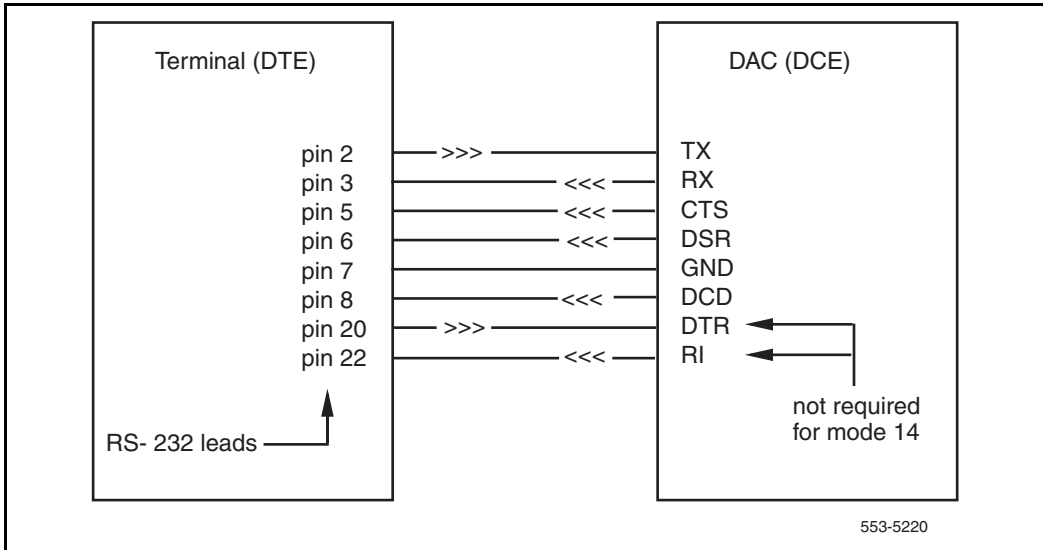 Terminal (DTE)
DAC (DCE)
pin 2 >>> TX
pin 3 <<< RX
pin 5 <<< CTS
pin 6 <<< DSR
pin 7 GND
pin 8 <<< DCD
pin 20 >>> DTR
pin 22 <<< RI
not required
for mode 14
RS- 232 leads
553-5220